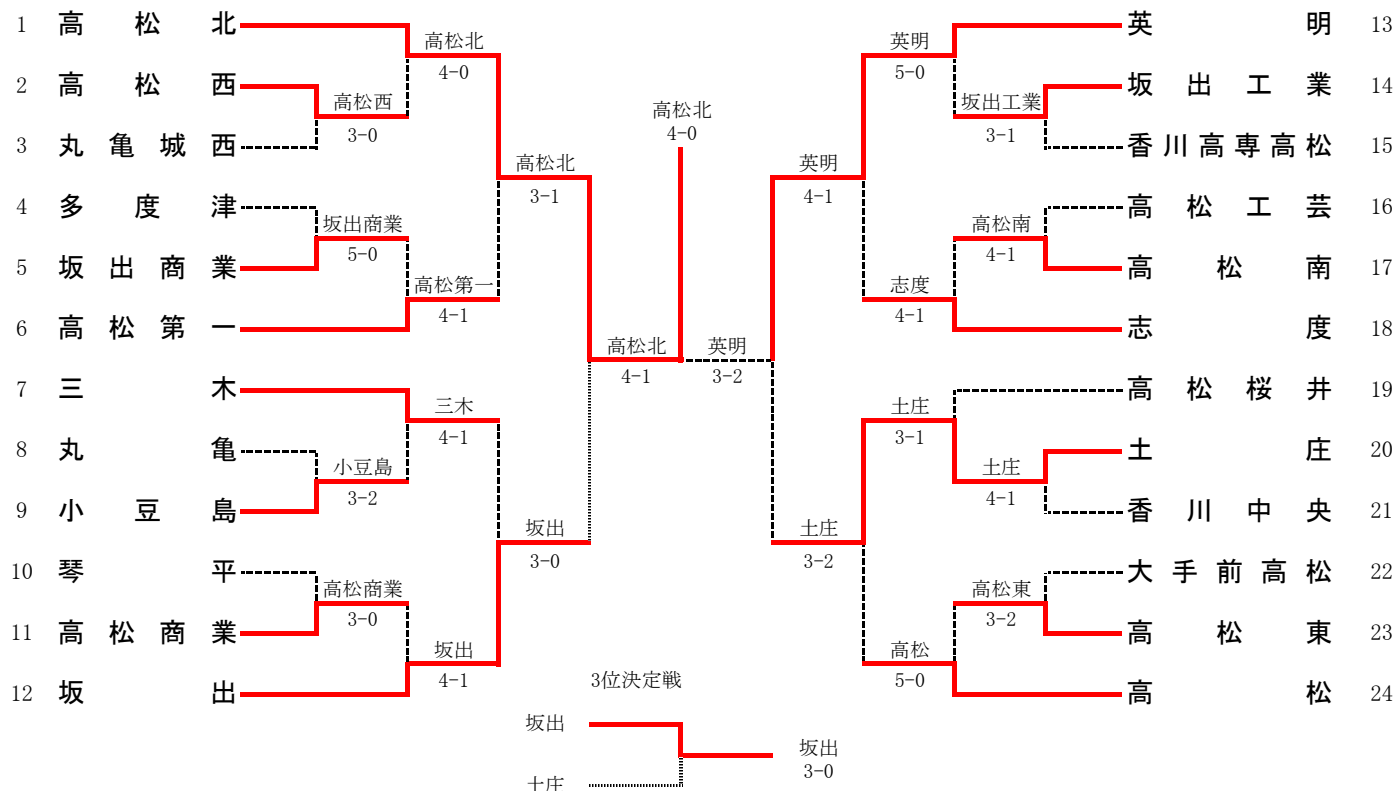 1 高松北
2 高松西
3 丸亀城西
4 多度津
5 坂出商業
6 高松第一
7 三木
8 丸亀
9 小豆島
10 琴平
11 高松商業
12 坂出
高松西
3-0
坂出商業
5-0
小豆島
3-2
高松商業
3-0
高松北
4-0
高松第一
4-1
三木
4-1
坂出
4-1
高松北
3-1
坂出
3-0
高松北
4-1
高松北
4-0
英明
3-2
英明
4-1
土庄
3-2
英明
5-0
志度
4-1
土庄
3-1
高松
5-0
坂出工業
3-1
高松南
4-1
土庄
4-1
高松東
3-2
英明 13
坂出工業 14
香川高専高松 15
高松工芸 16
高松南 17
志度 18
高松桜井 19
土庄 20
香川中央 21
大手前高松 22
高松東 23
高松 24
3位決定戦
坂出
土庄
坂出
3-0